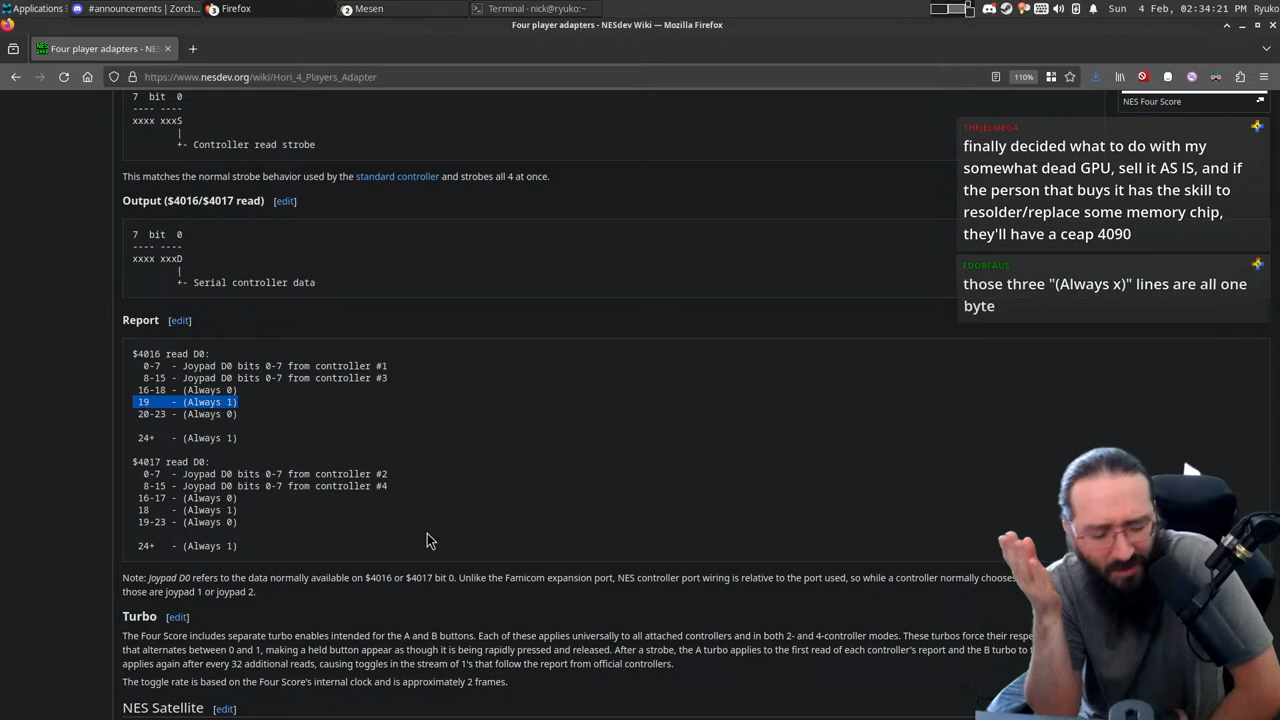 Applications
#announcements | Zorch...
Firefox
Mesen
Terminal - nick@ryuko:~
Sun 4 Feb, 02:34:21 Ryuko
Four player adapters - NESdev Wiki — Mozilla Firefox
Four player adapters - NES
https://www.nesdev.org/wiki/Hori_4_Players_Adapter
110%
7 bit 0
---- ----
xxxx xxxS
|
+- Controller read strobe
NES Four Score
This matches the normal strobe behavior used by the standard controller and strobes all 4 at once.
Output ($4016/$4017 read) [edit]
7 bit 0
---- ----
xxxx xxxD
|
+- Serial controller data
Report [edit]
$4016 read D0:
0-7 - Joypad D0 bits 0-7 from controller #1
8-15 - Joypad D0 bits 0-7 from controller #3
16-18 - (Always 0)
19 - (Always 1)
20-23 - (Always 0)
24+ - (Always 1)
$4017 read D0:
0-7 - Joypad D0 bits 0-7 from controller #2
8-15 - Joypad D0 bits 0-7 from controller #4
16-17 - (Always 0)
18 - (Always 1)
19-23 - (Always 0)
24+ - (Always 1)
Note: Joypad D0 refers to the data normally available on $4016 or $4017 bit 0. Unlike the Famicom expansion port, NES controller port wiring is relative to the port used, so while a controller normally chooses
those are joypad 1 or joypad 2.
Turbo [edit]
The Four Score includes separate turbo enables intended for the A and B buttons. Each of these applies universally to all attached controllers and in both 2- and 4-controller modes. These turbos force their
that alternates between 0 and 1, making a held button appear as though it is being rapidly pressed and released. After a strobe, the A turbo applies to the first read of each controller's report and the B turbo to
applies again after every 32 additional reads, causing toggles in the stream of 1's that follow the report from official controllers.
The toggle rate is based on the Four Score's internal clock and is approximately 2 frames.
NES Satellite [edit]
THEJELMEGA
finally decided what to do with my
somewhat dead GPU, sell it AS IS, and if
the person that buys it has the skill to
resolder/replace some memory chip,
they'll have a ceap 4090
EDORFAUS
those three "(Always x)" lines are all one
byte